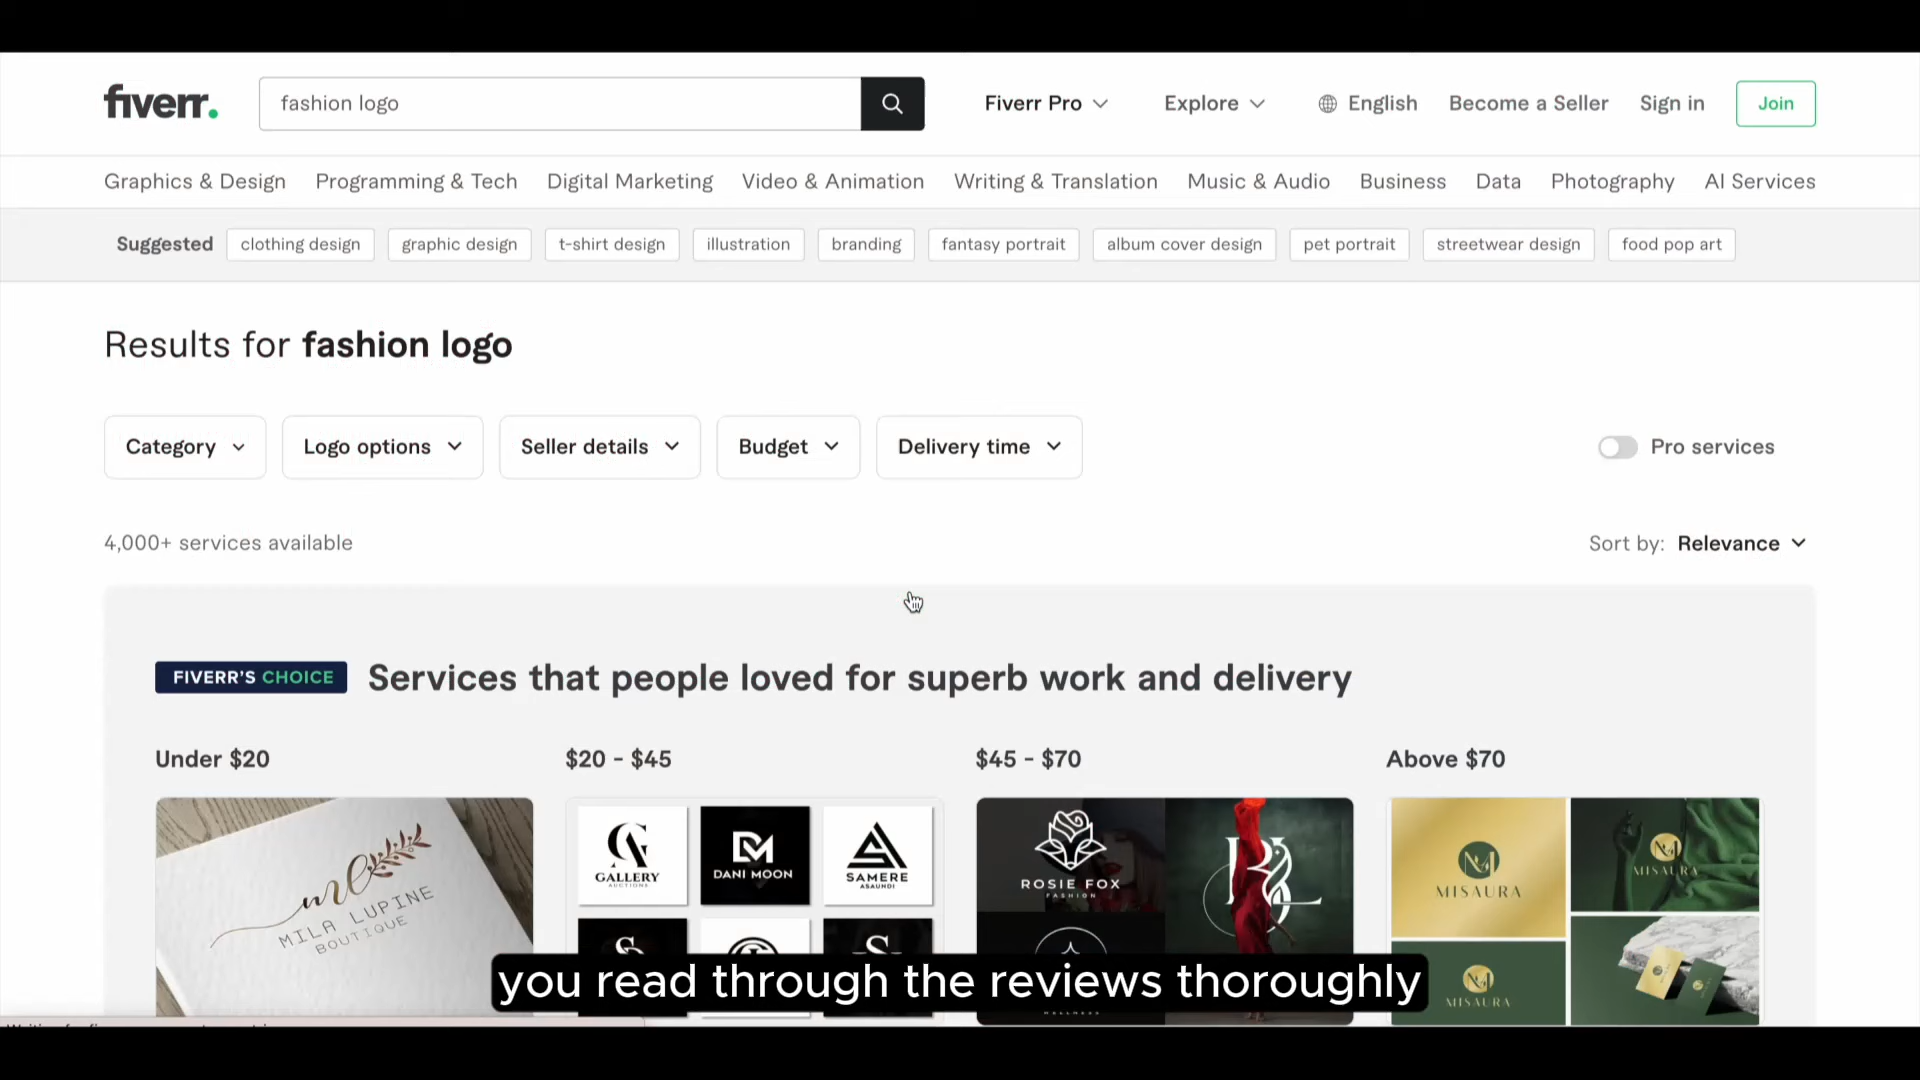 fiverr.
fashion logo
Fiverr Pro
Explore
English
Become a Seller
Sign in
Join
Graphics & Design
Programming & Tech
Digital Marketing
Video & Animation
Writing & Translation
Music & Audio
Business
Data
Photography
AI Services
Suggested
clothing design
graphic design
t-shirt design
illustration
branding
fantasy portrait
album cover design
pet portrait
streetwear design
food pop art
Results for fashion logo
Category
Logo options
Seller details
Budget
Delivery time
Pro services
4,000+ services available
Sort by: Relevance
FIVERR'S CHOICE
Services that people loved for superb work and delivery
Under $20
$20 - $45
$45 - $70
Above $70
MILA LUPINE
BOUTIQUE
GALLERY
AUCTIONS
DANI MOON
SAMERE
ASAUNDI
ROSIE FOX
FASHION
MISAURA
MISAURA
MISAURA
you read through the reviews thoroughly